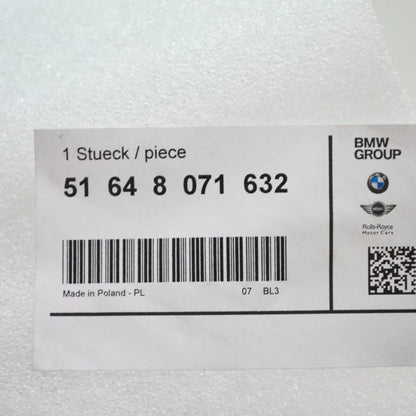 1 Stueck / piece
51 64 8 071 632
Made in Poland - PL
07 BL3
BMW
GROUP
Rolls-Royce
Motor Cars